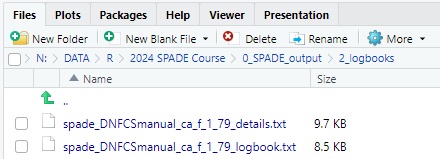 Files Plots Packages Help Viewer Presentation
New Folder New Blank File Delete Rename More
N: > DATA > R > 2024 SPADE Course > 0_SPADE_output > 2_logbooks
Name Size
..
spade_DNFCSmanual_ca_f_1_79_details.txt 9.7 KB
spade_DNFCSmanual_ca_f_1_79_logbook.txt 8.5 KB